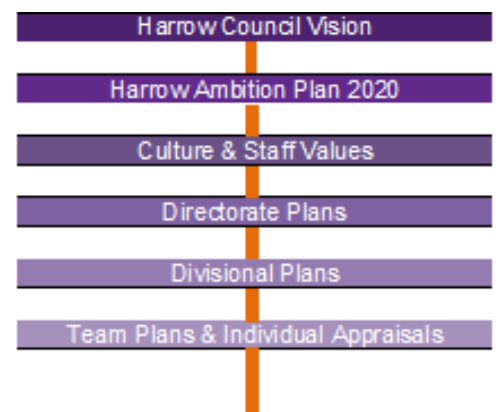 Harrow Council Vision
Harrow Ambition Plan 2020
Culture & Staff Values
Directorate Plans
Divisional Plans
Team Plans & Individual Appraisals